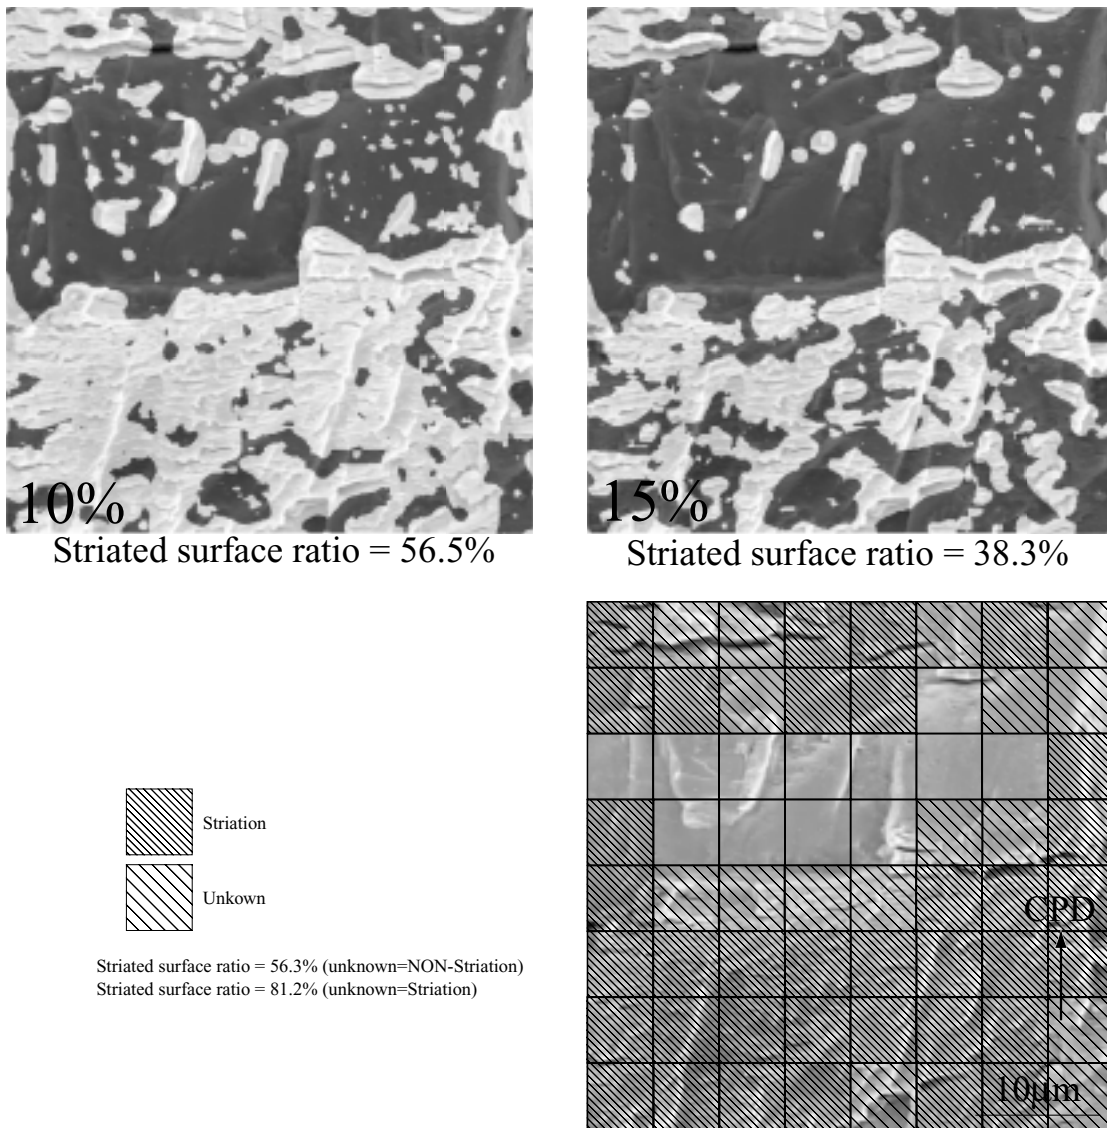 10%
15%
Striated surface ratio = 56.5%
Striated surface ratio = 38.3%
Striation
Unkown
CPD
Striated surface ratio = 56.3% (unknown=NON-Striation)
Striated surface ratio = 81.2% (unknown=Striation)
10µm